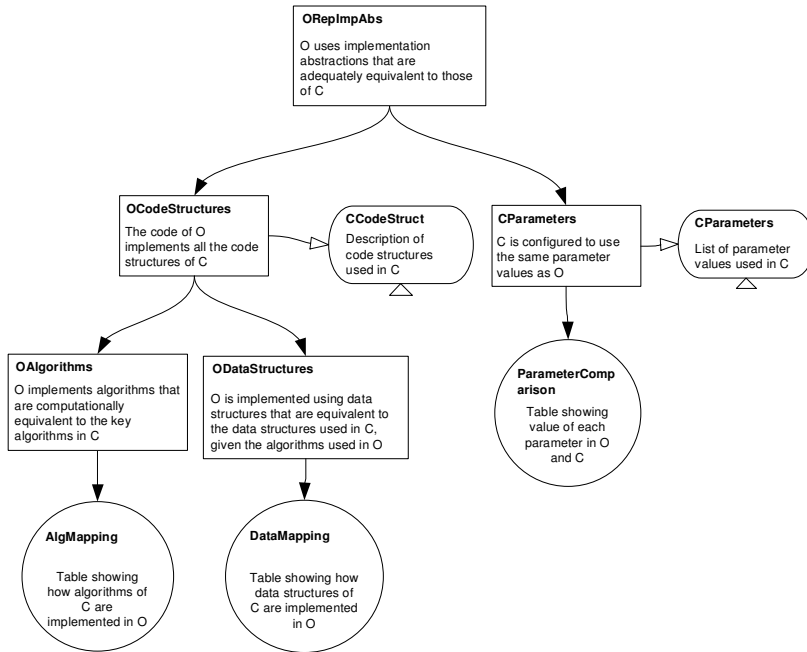 ORepImpAbs
O uses implementation
abstractions that are
adequately equivalent to those
of C
OCodeStructures
The code of O
implements all the code
structures of C
CCodeStruct
Description of
code structures
used in C
CParameters
C is configured to use
the same parameter
values as O
CParameters
List of parameter
values used in C
OAlgorithms
O implements algorithms that
are computationally
equivalent to the key
algorithms in C
ODataStructures
O is implemented using data
structures that are equivalent to
the data structures used in C,
given the algorithms used in O
ParameterComp
arison
Table showing
value of each
parameter in O
and C
AlgMapping
Table showing
how algorithms of
C are
implemented in O
DataMapping
Table showing how
data structures of
C are implemented
in O